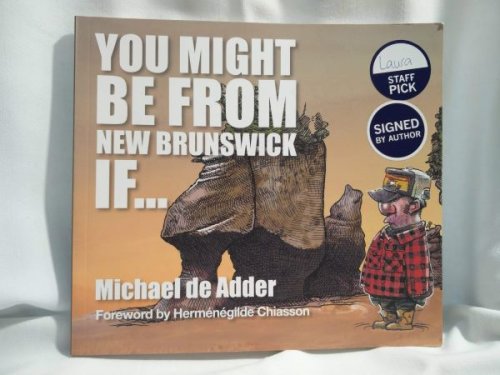 YOU MIGHT
BE FROM
NEW BRUNSWICK
IF...
Laura
STAFF
PICK
SIGNED
BY AUTHOR
Michael de Adder
Foreword by Herménégilde Chiasson